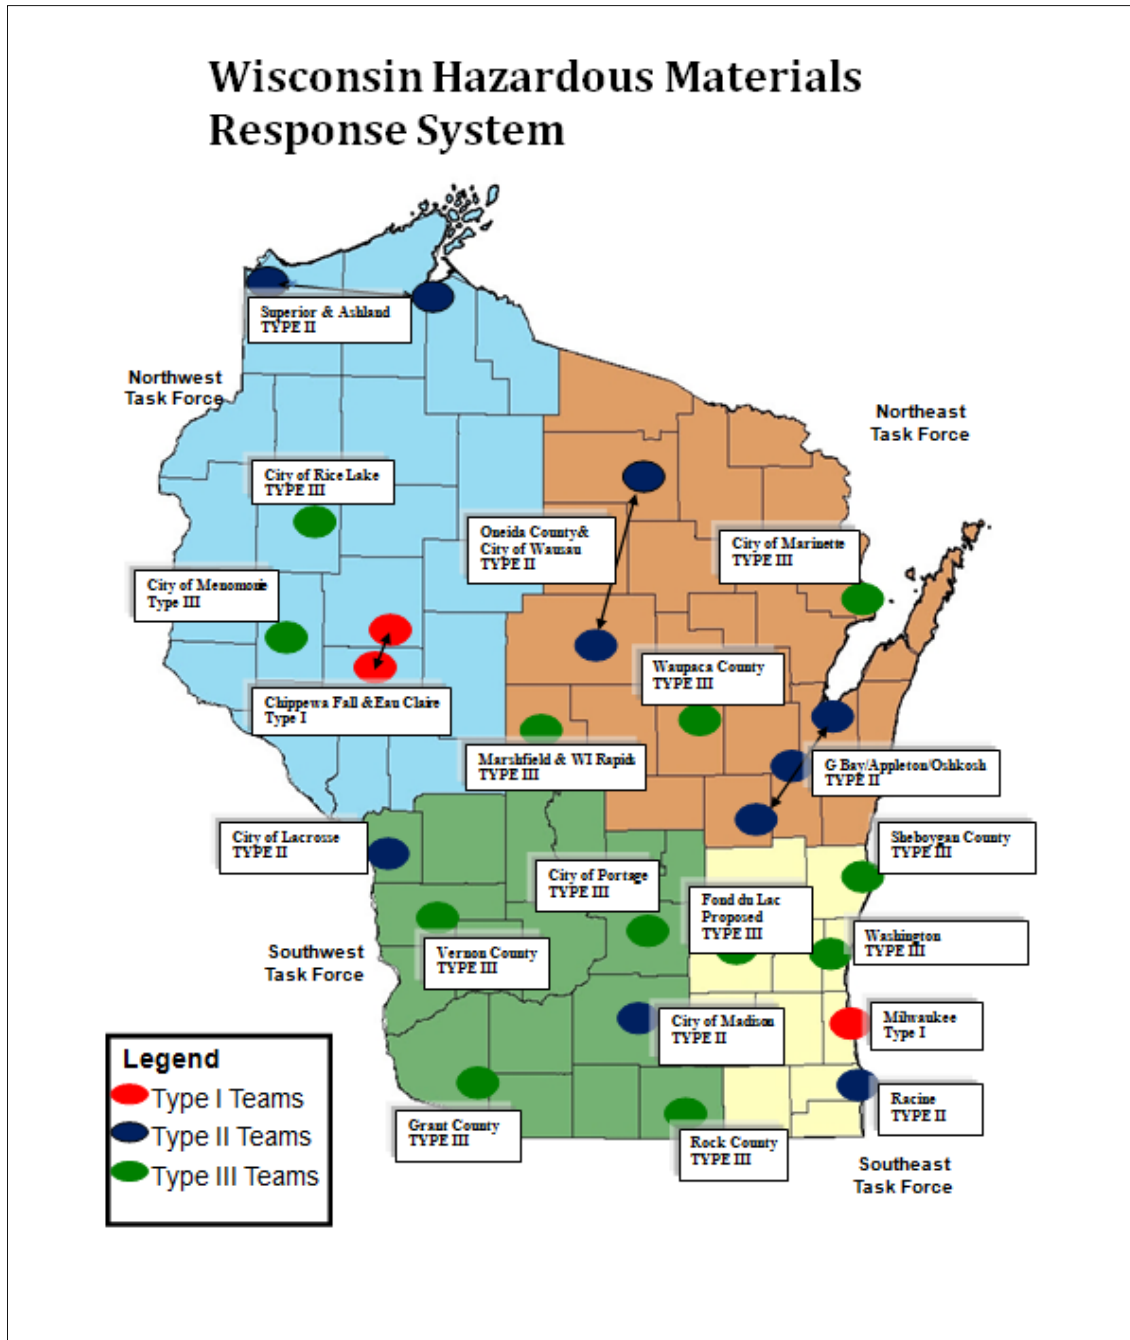 Wisconsin Hazardous Materials
Response System
Superior & Ashland
TYPE II
Northwest
Task Force
Northeast
Task Force
City of Rice Lake
TYPE III
Oneida County&
City of Wausau
TYPE II
City of Marinette
TYPE III
City of Menomonie
Type III
Waupaca County
TYPE III
Chippewa Fall &Eau Claire
Type I
Marshfield & WI Rapids
TYPE III
G Bay/Appleton/Oshkosh
TYPE II
City of Lacrosse
TYPE II
Sheboygan County
TYPE III
City of Portage
TYPE III
Fond du Lac
Proposed
TYPE III
Washington
TYPE III
Southwest
Task Force
Vernon County
TYPE III
City of Madison
TYPE II
Milwaukee
Type I
Legend
Type I Teams
Type II Teams
Type III Teams
Racine
TYPE II
Grant County
TYPE III
Rock County
TYPE III
Southeast
Task Force